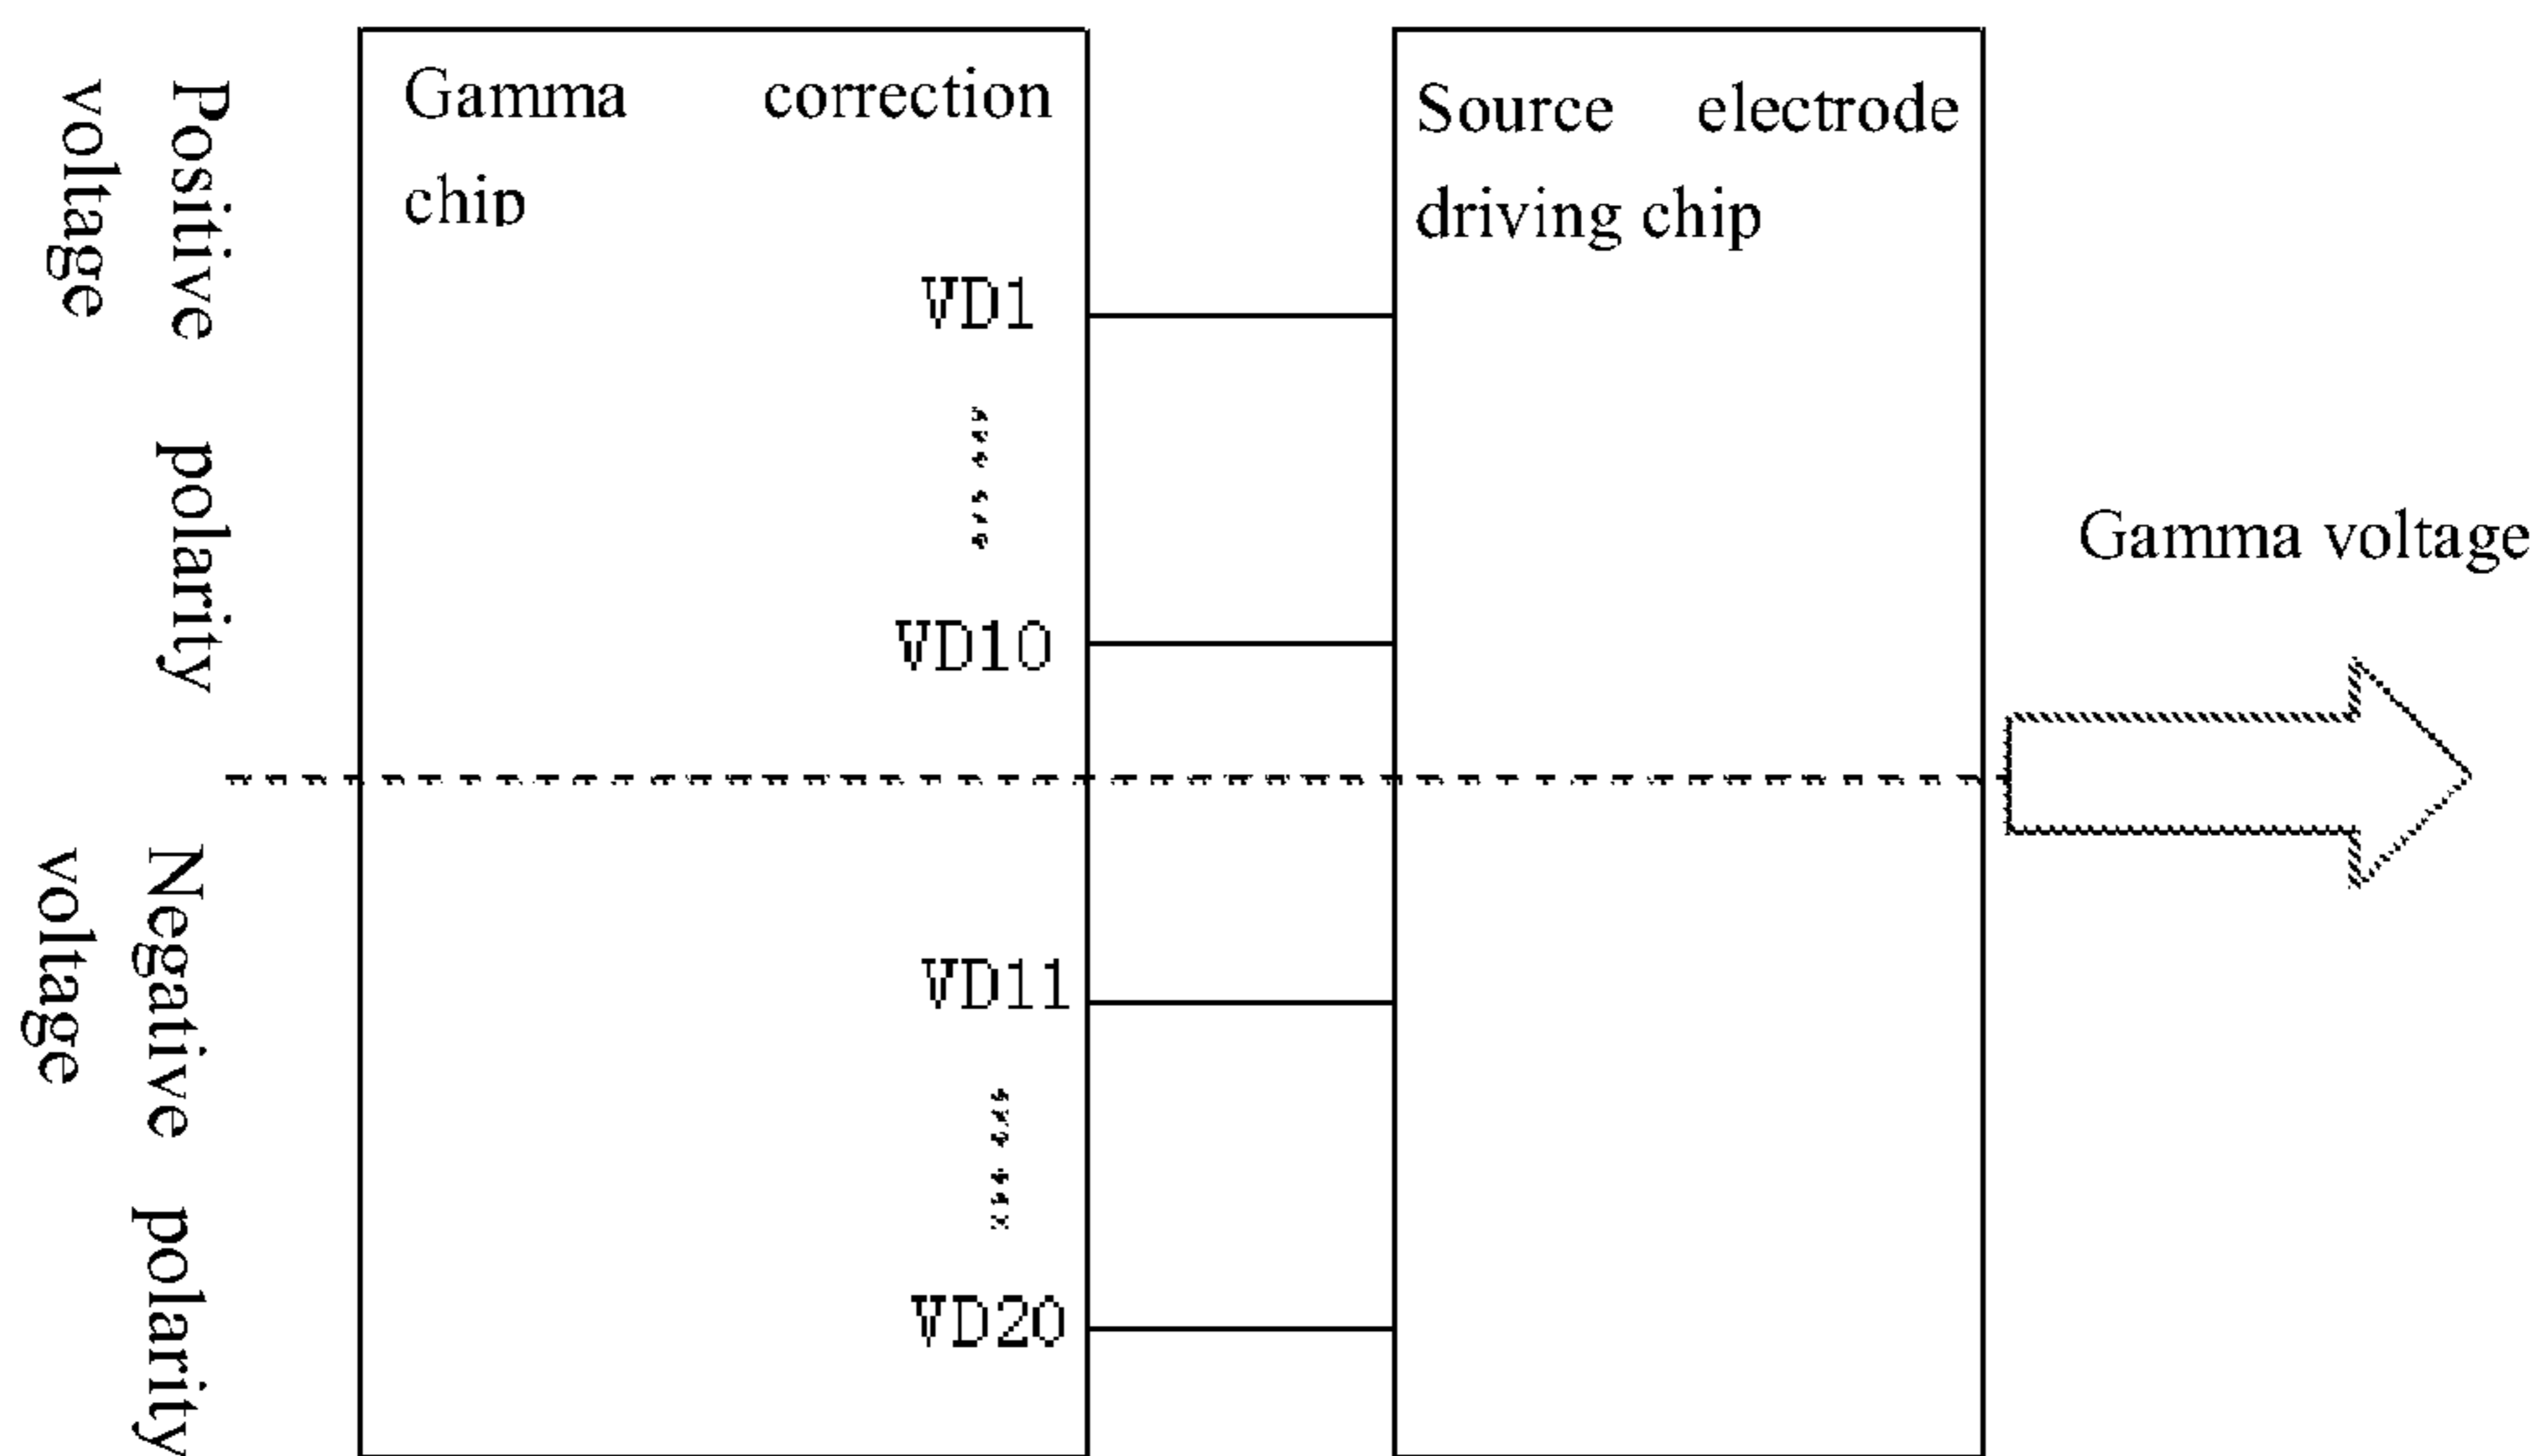 Positive polarity
voltage
Gamma correction
chip
Source electrode
driving chip
VD1
VD10
Gamma voltage
Negative polarity
voltage
VD11
VD20